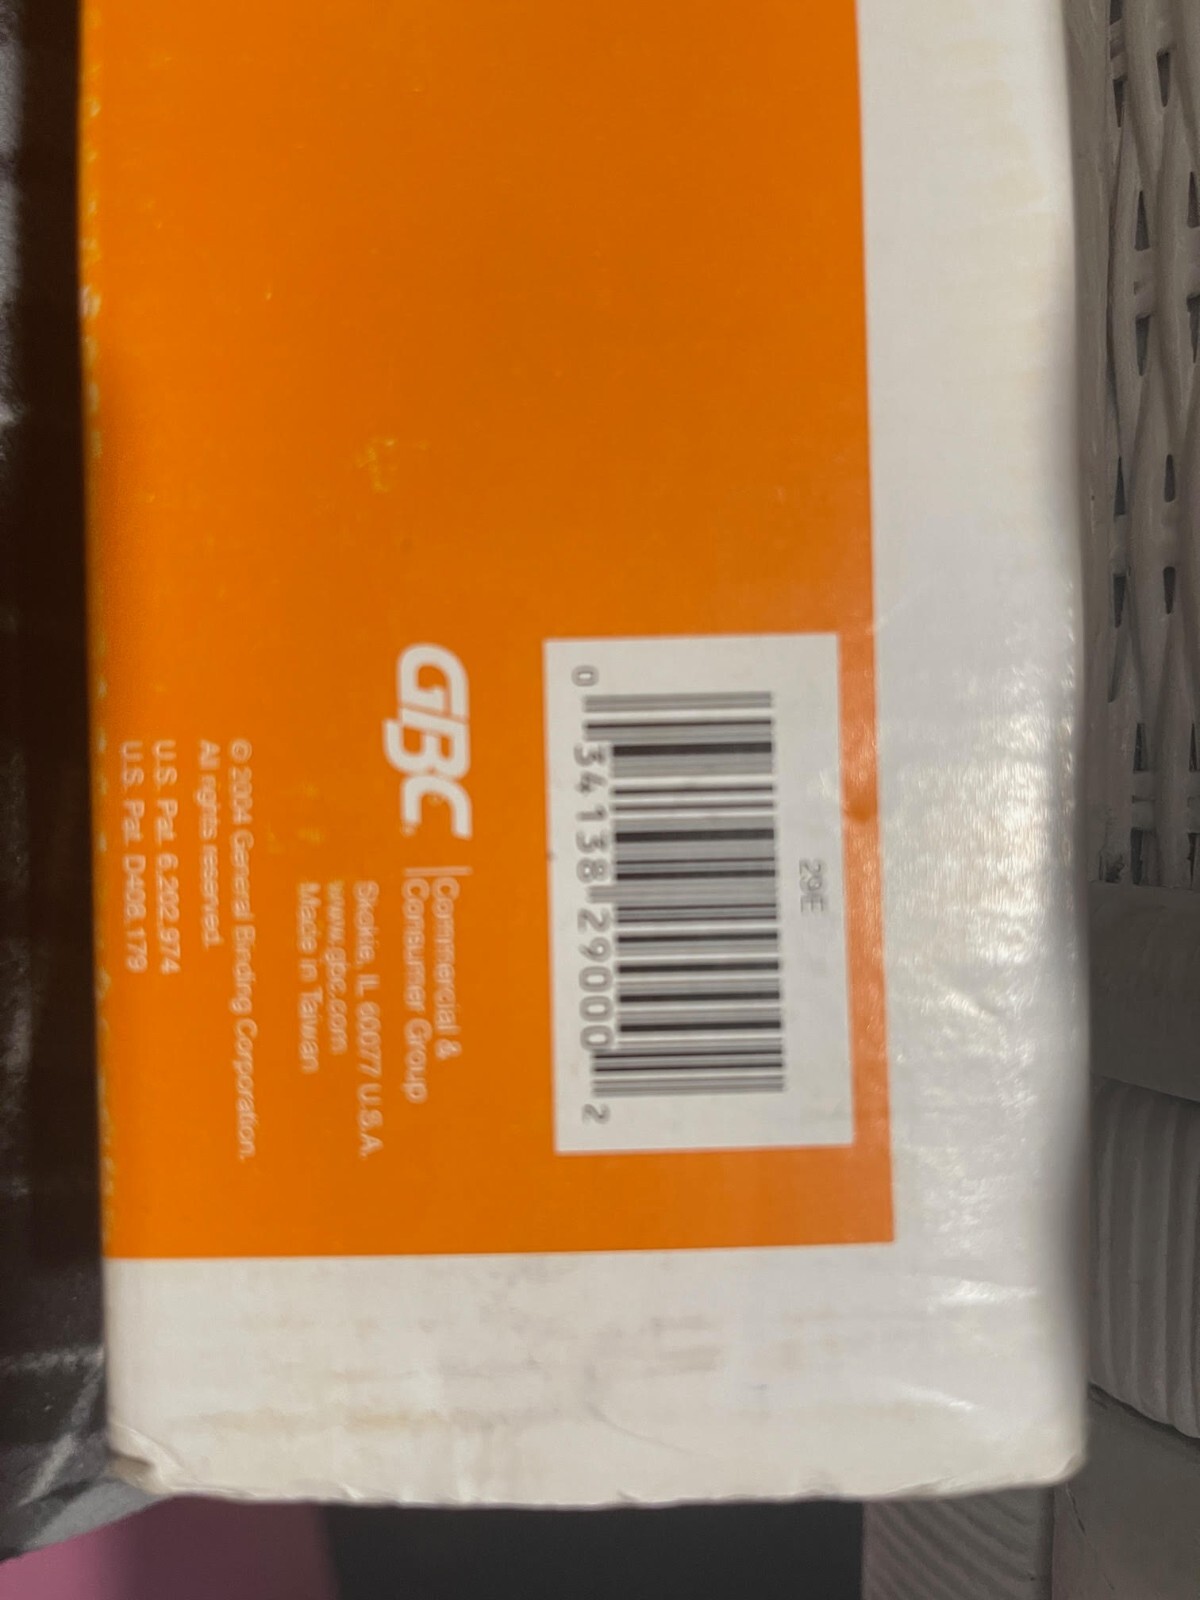 29E
0 34138 29000 2
GBC®
Commercial &
Consumer Group
Skokie, IL 60077 U.S.A.
www.gbc.com
Made in Taiwan
© 2004 General Binding Corporation.
All rights reserved.
U.S. Pat. 6,202,974
U.S. Pat. D408,179